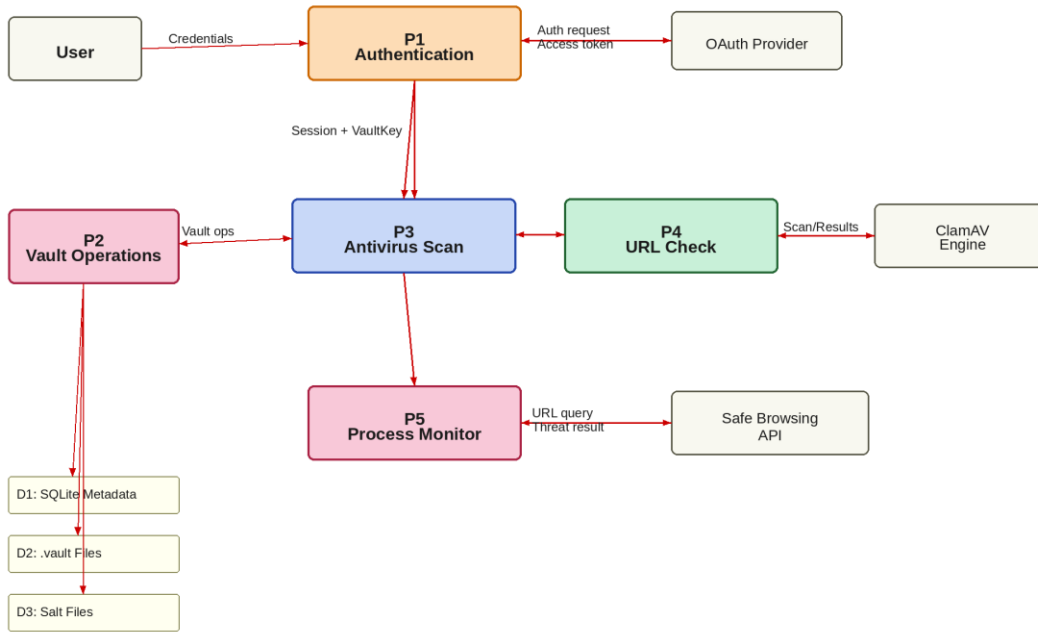 User
Credentials
P1
Authentication
Auth request
Access token
OAuth Provider
Session + VaultKey
P2
Vault Operations
Vault ops
P3
Antivirus Scan
P4
URL Check
Scan/Results
ClamAV
Engine
P5
Process Monitor
URL query
Threat result
Safe Browsing
API
D1: SQLite Metadata
D2: .vault Files
D3: Salt Files